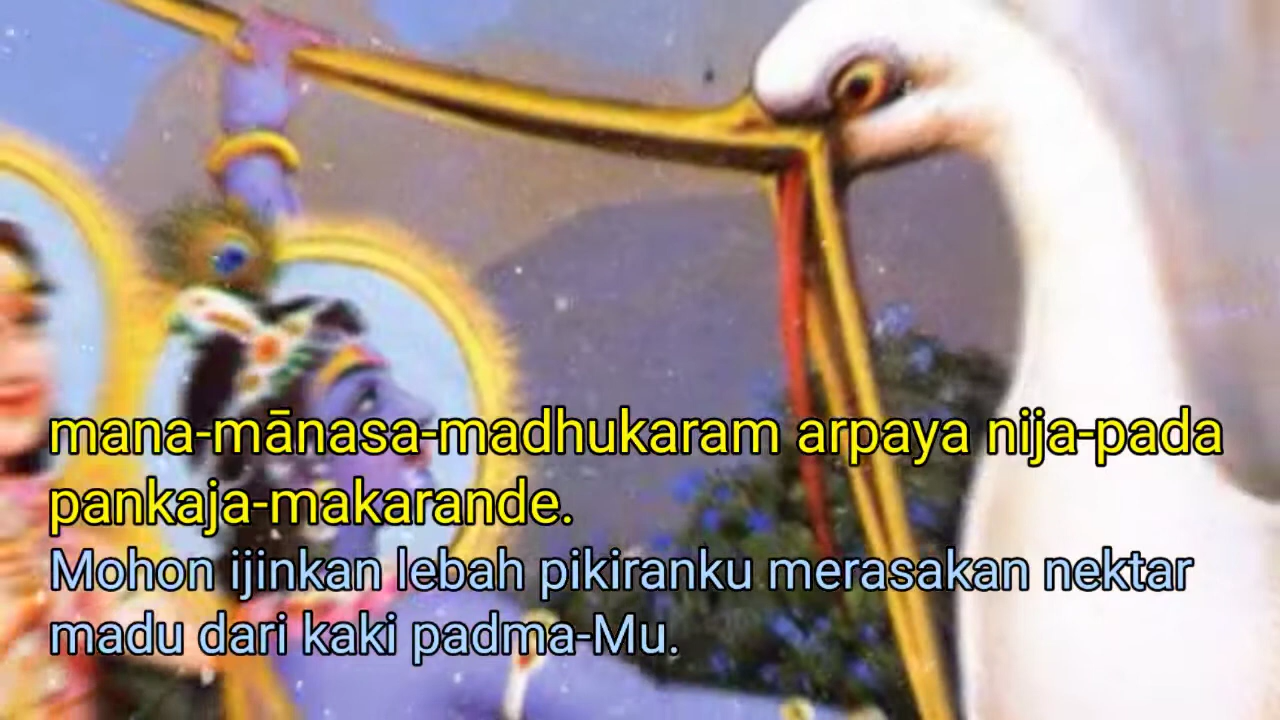 mana-mānasa-madhukaram arpaya nija-pada
pankaja-makarande.
Mohon ijinkan lebah pikiranku merasakan nektar
madu dari kaki padma-Mu.